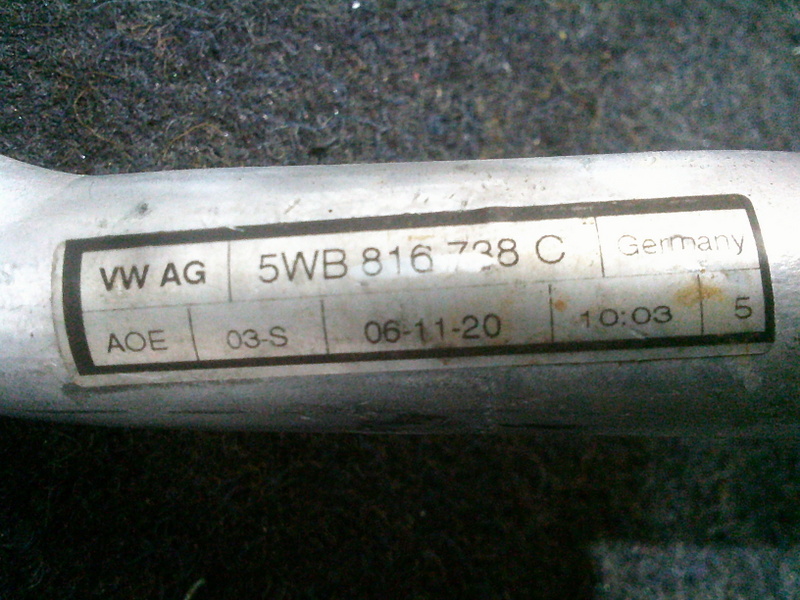 VW AG 5WB 816 738 C Germany
AOE 03-S 06-11-20 10:03 5